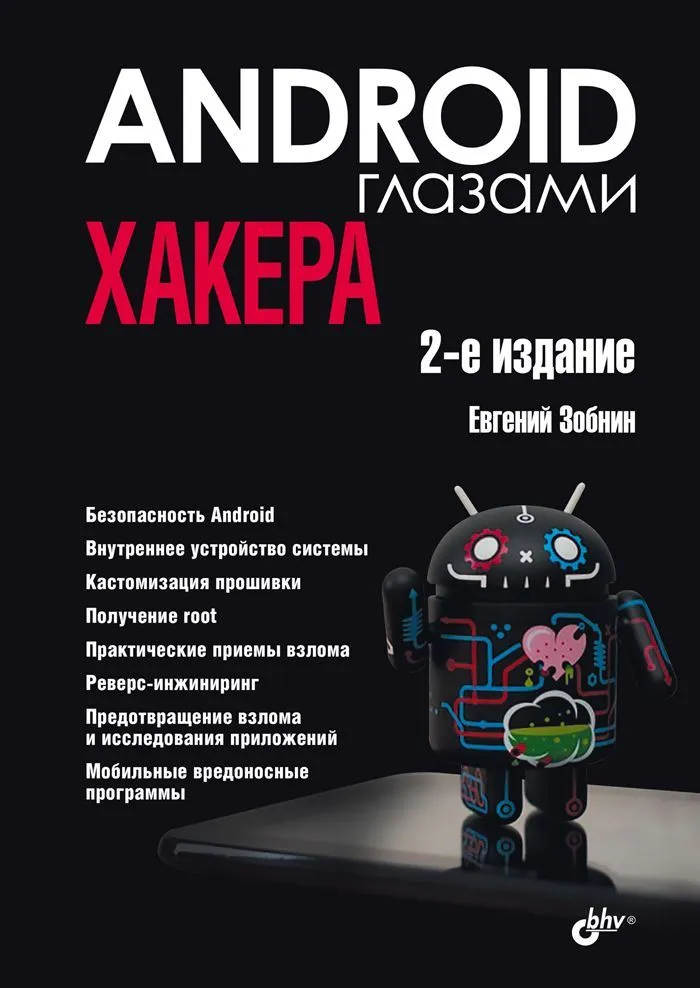 ANDROID
глазами
ХАКЕРА
2-е издание
Евгений Зобнин
Безопасность Android
Внутреннее устройство системы
Кастомизация прошивки
Получение root
Практические приемы взлома
Реверс-инжиниринг
Предотвращение взлома
и исследования приложений
Мобильные вредоносные
программы
bhv®